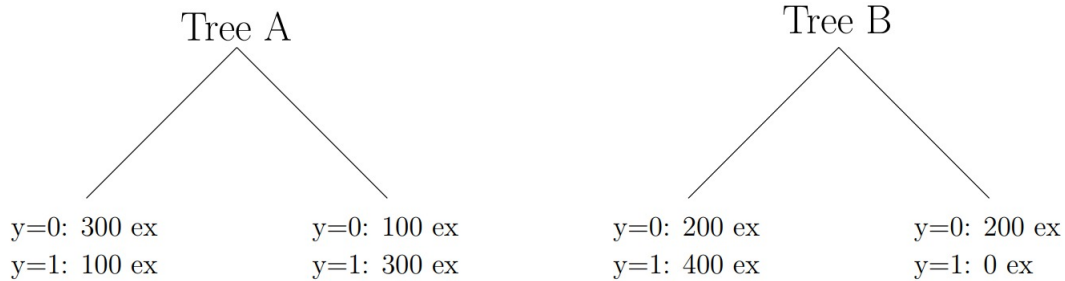 Tree A
y=0: 300 ex
y=1: 100 ex
y=0: 100 ex
y=1: 300 ex
Tree B
y=0: 200 ex
y=1: 400 ex
y=0: 200 ex
y=1: 0 ex